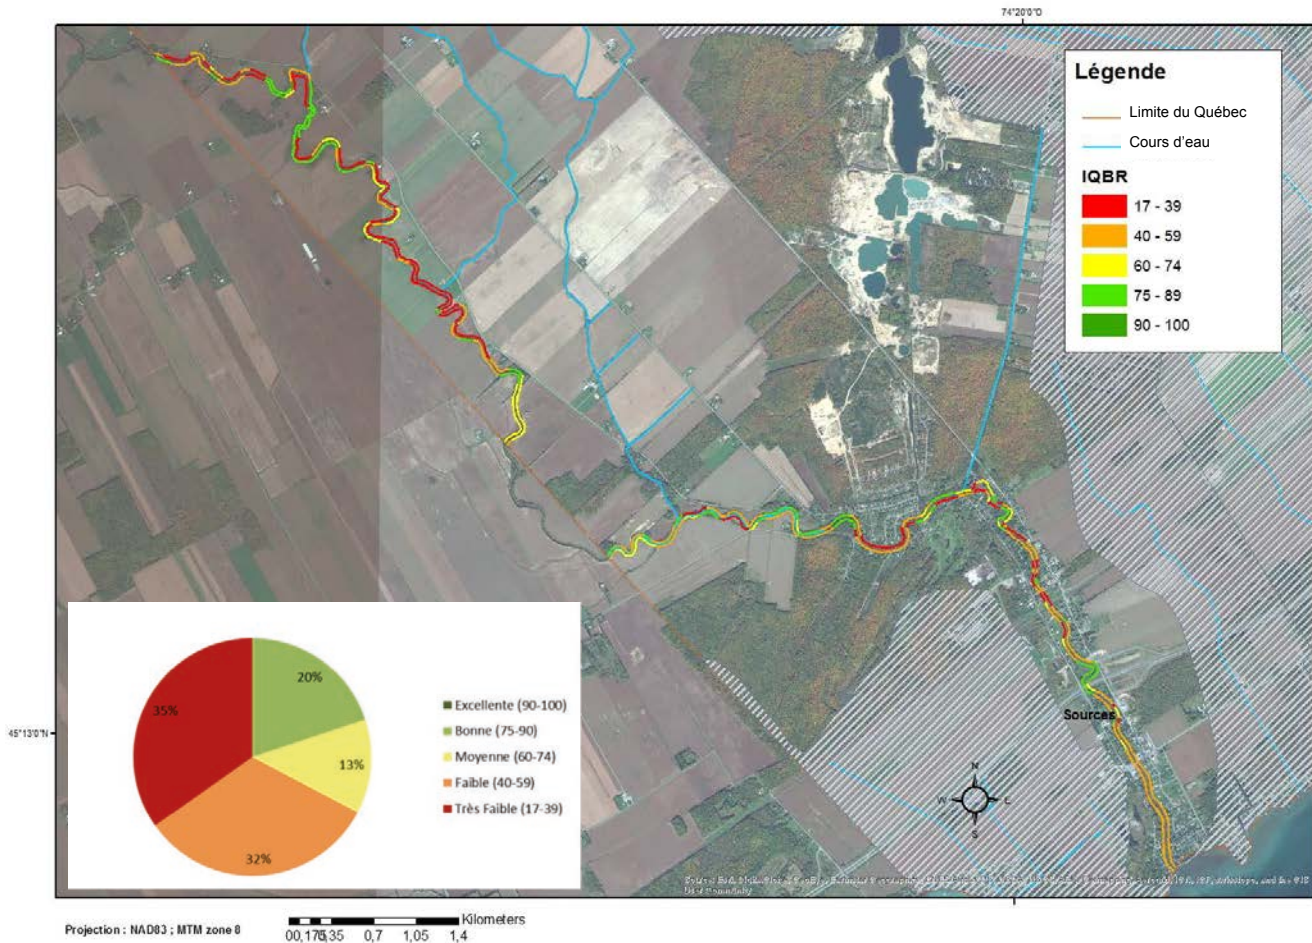 74°20'0"O
Légende
Limite du Québec
Cours d'eau
IQBR
17 - 39
40 - 59
60 - 74
75 - 89
90 - 100
45°13'0"N
20%
13%
32%
35%
Excellente (90-100)
Bonne (75-90)
Moyenne (60-74)
Faible (40-59)
Très Faible (17-39)
Sources
N
W
E
S
Projection : NAD83 ; MTM zone 8
Kilometers
0,7 1,05 1,4